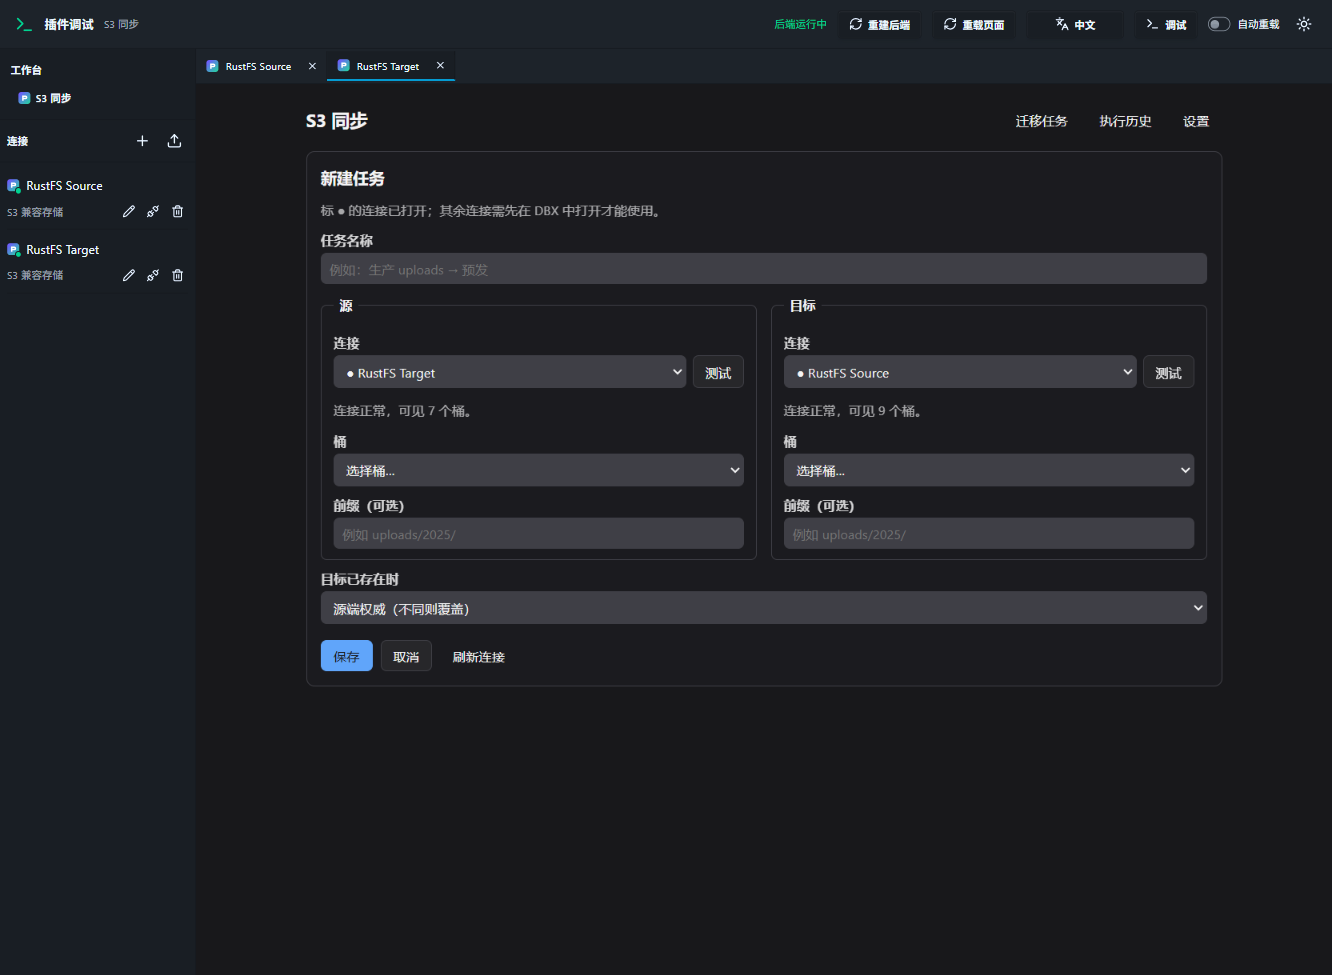 插件调试 S3 同步 后端运行中 重建后端 重载页面 中文 调试 自动重载
工作台
S3 同步
连接
RustFS Source
S3 兼容存储
RustFS Target
S3 兼容存储
RustFS Source RustFS Target
S3 同步 迁移任务 执行历史 设置
新建任务
标 ● 的连接已打开；其余连接需先在 DBX 中打开才能使用。
任务名称
例如：生产 uploads → 预发
源
连接
● RustFS Target 测试
连接正常，可见 7 个桶。
桶
选择桶...
前缀（可选）
例如 uploads/2025/
目标
连接
● RustFS Source 测试
连接正常，可见 9 个桶。
桶
选择桶...
前缀（可选）
例如 uploads/2025/
目标已存在时
源端权威（不同则覆盖）
保存 取消 刷新连接